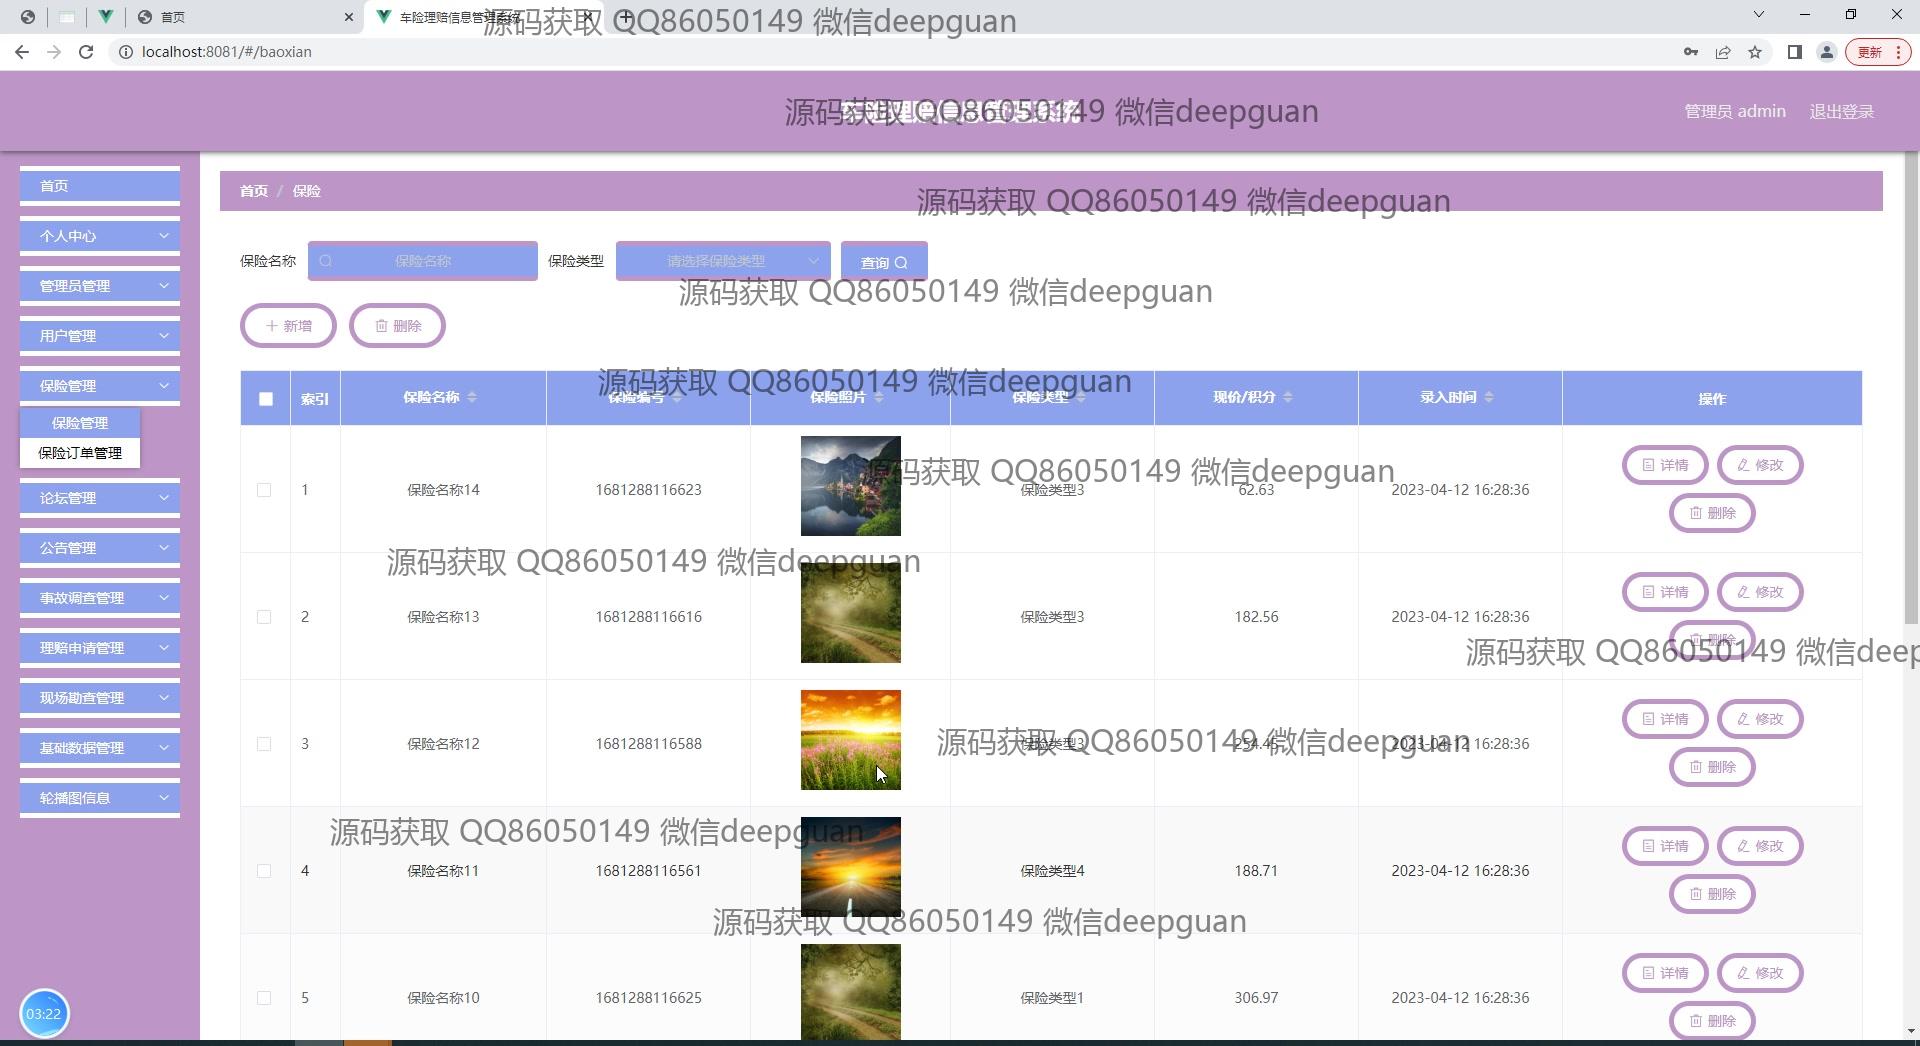 首页
车险理赔信息管理系统
源码获取 QQ86050149 微信deepguan
localhost:8081/#/baoxian
更新
车险理赔信息管理系统
源码获取 QQ86050149 微信deepguan
管理员 admin
退出登录
首页
个人中心
管理员管理
用户管理
保险管理
保险管理
保险订单管理
论坛管理
公告管理
事故调查管理
理赔申请管理
现场勘查管理
基础数据管理
轮播图信息
03:22
首页 / 保险
源码获取 QQ86050149 微信deepguan
保险名称 保险名称 保险类型 请选择保险类型 查询
源码获取 QQ86050149 微信deepguan
新增 删除
源码获取 QQ86050149 微信deepguan
索引 保险名称 保险编号 保险照片 保险类型 现价/积分 录入时间 操作
源码获取 QQ86050149 微信deepguan
1 保险名称14 1681288116623 保险类型3 62.63 2023-04-12 16:28:36 详情 修改
删除
源码获取 QQ86050149 微信deepguan
2 保险名称13 1681288116616 保险类型3 182.56 2023-04-12 16:28:36 详情 修改
删除
源码获取 QQ86050149 微信deep
3 保险名称12 1681288116588 保险类型3 254.45 2023-04-12 16:28:36 详情 修改
删除
源码获取 QQ86050149 微信deepguan
源码获取 QQ86050149 微信deepguan
4 保险名称11 1681288116561 保险类型4 188.71 2023-04-12 16:28:36 详情 修改
删除
源码获取 QQ86050149 微信deepguan
5 保险名称10 1681288116625 保险类型1 306.97 2023-04-12 16:28:36 详情 修改
删除